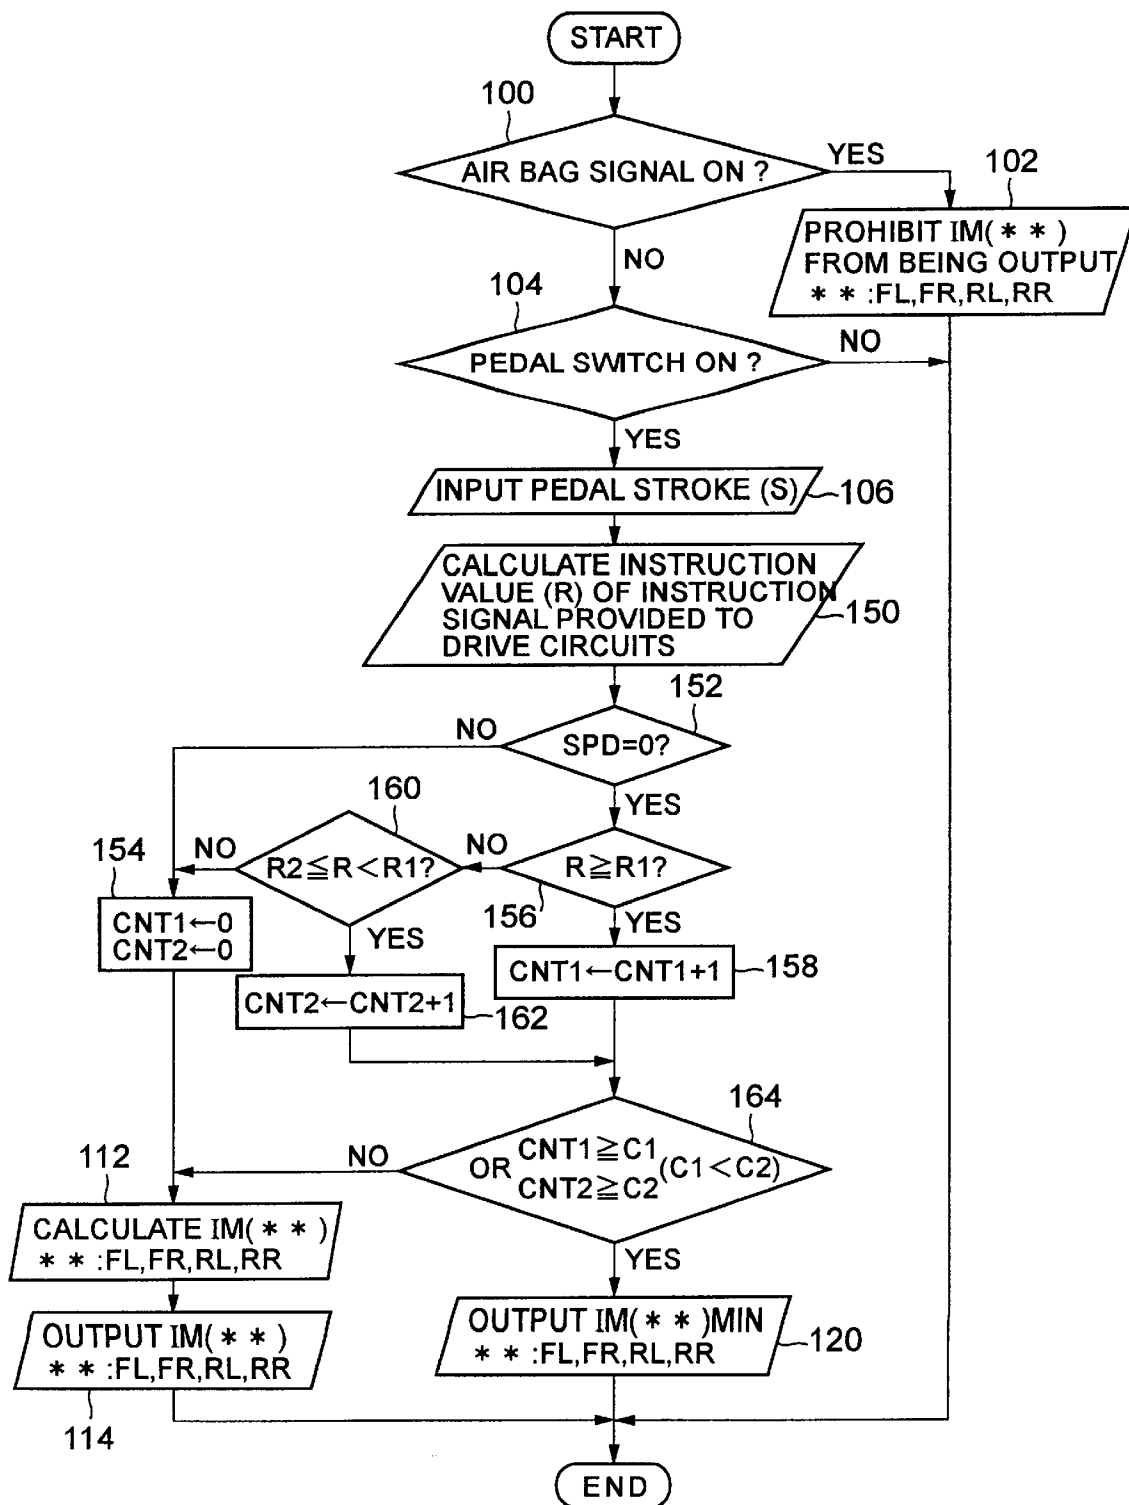 START
100
AIR BAG SIGNAL ON ?
YES
102
PROHIBIT IM(＊＊)
FROM BEING OUTPUT
＊＊:FL,FR,RL,RR
NO
104
PEDAL SWITCH ON ?
NO
YES
INPUT PEDAL STROKE (S)
106
CALCULATE INSTRUCTION
VALUE (R) OF INSTRUCTION
SIGNAL PROVIDED TO
DRIVE CIRCUITS
150
152
NO
SPD=0?
YES
160
154
NO
R2≦R<R1?
NO
R≧R1?
156
CNT1←0
CNT2←0
YES
YES
CNT2←CNT2+1
162
CNT1←CNT1+1
158
164
112
NO
OR CNT1≧C1 (C1<C2)
CNT2≧C2
CALCULATE IM(＊＊)
＊＊:FL,FR,RL,RR
YES
OUTPUT IM(＊＊)
＊＊:FL,FR,RL,RR
114
OUTPUT IM(＊＊)MIN
＊＊:FL,FR,RL,RR
120
END